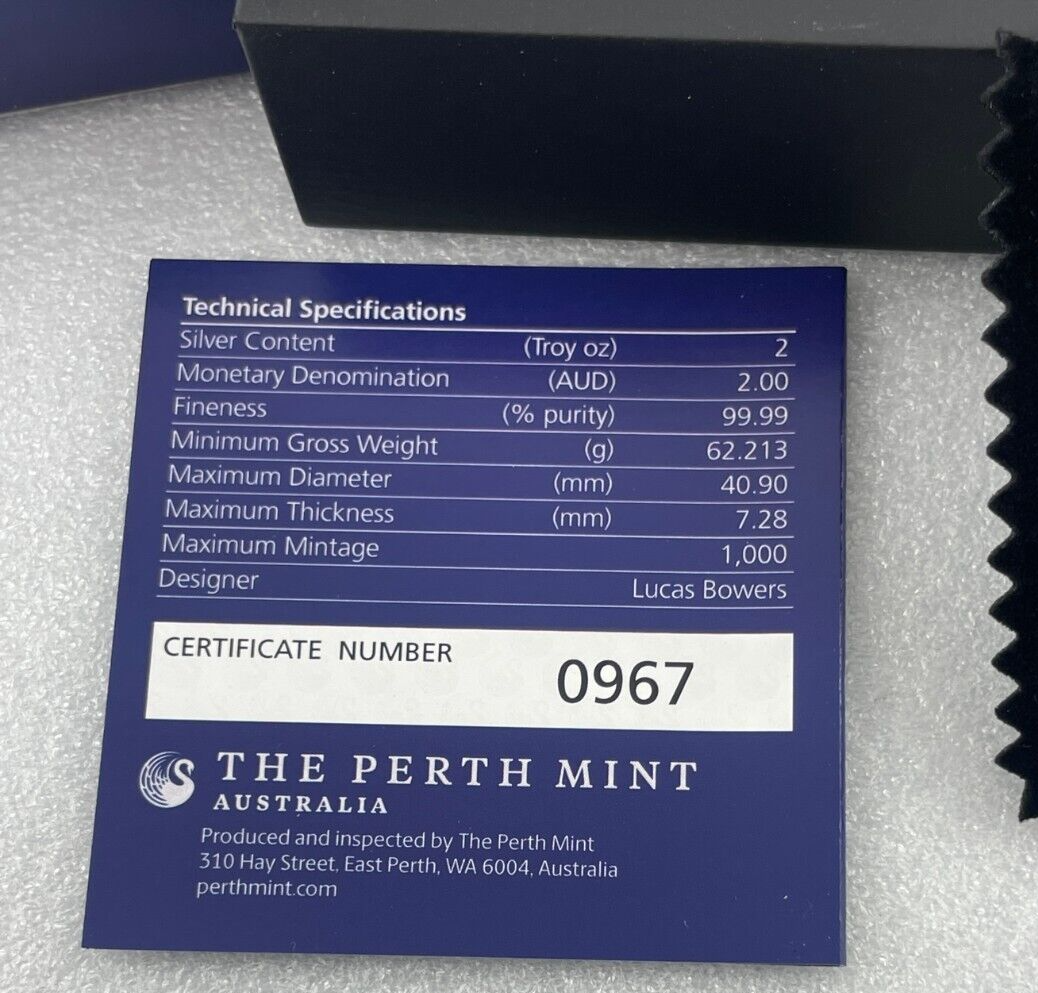 Technical Specifications
Silver Content (Troy oz) 2
Monetary Denomination (AUD) 2.00
Fineness (% purity) 99.99
Minimum Gross Weight (g) 62.213
Maximum Diameter (mm) 40.90
Maximum Thickness (mm) 7.28
Maximum Mintage 1,000
Designer Lucas Bowers
CERTIFICATE NUMBER 0967
THE PERTH MINT
AUSTRALIA
Produced and inspected by The Perth Mint
310 Hay Street, East Perth, WA 6004, Australia
perthmint.com